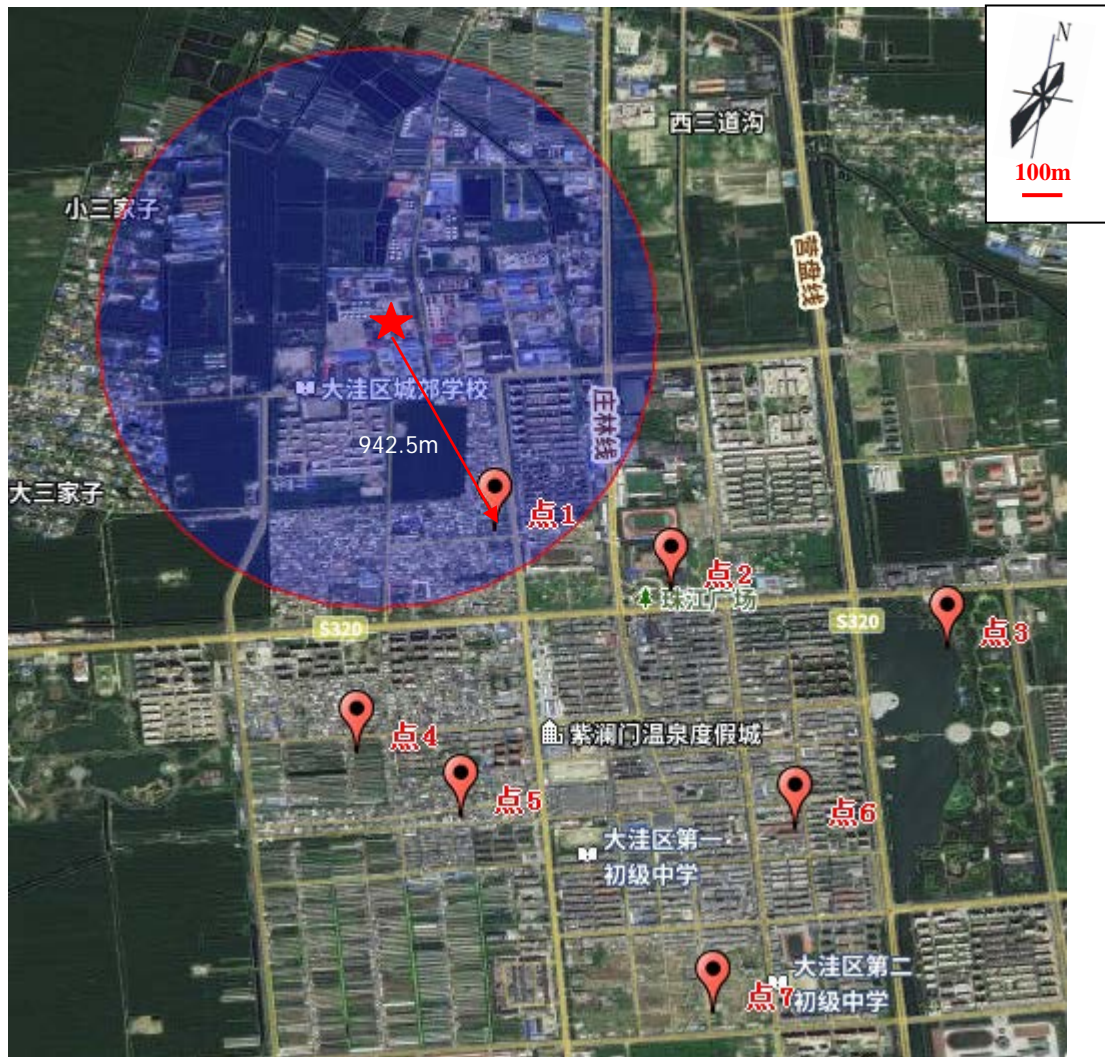 N
100m
西三道沟
小三家子
营盘线
大洼区城郊学校
庄林线
942.5m
大三家子
点1
点2
珠江广场
S320
S320
点3
点4
紫澜门温泉度假城
点5
点6
大洼区第一
初级中学
大洼区第二
初级中学
点7